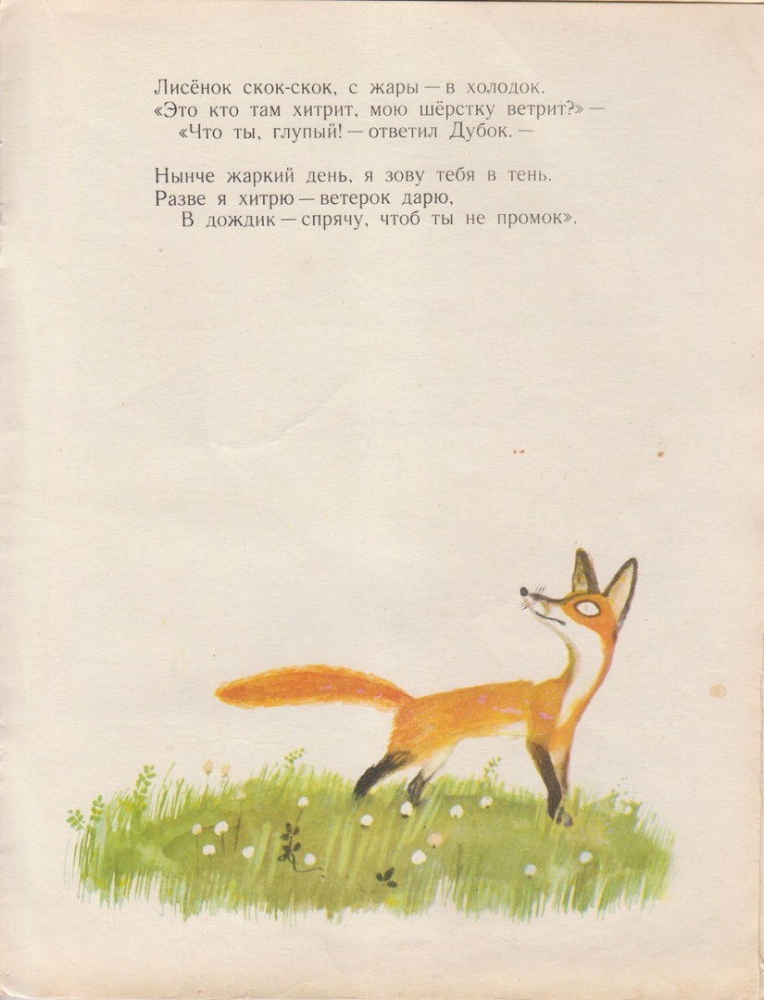 Лисёнок скок-скок, с жары — в холодок.
«Это кто там хитрит, мою шёрстку ветрит?» —
«Что ты, глупый! — ответил Дубок. —
Нынче жаркий день, я зову тебя в тень.
Разве я хитрю — ветерок дарю,
В дождик — спрячу, чтоб ты не промок».